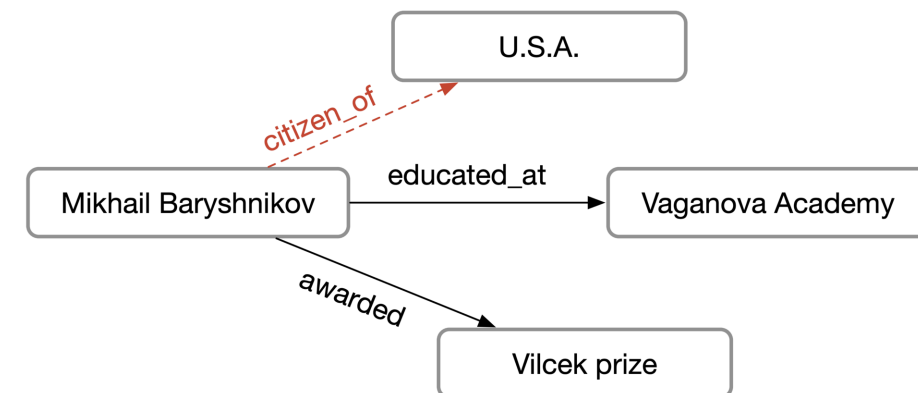 U.S.A.
citizen_of
educated_at
Mikhail Baryshnikov
Vaganova Academy
awarded
Vilcek prize